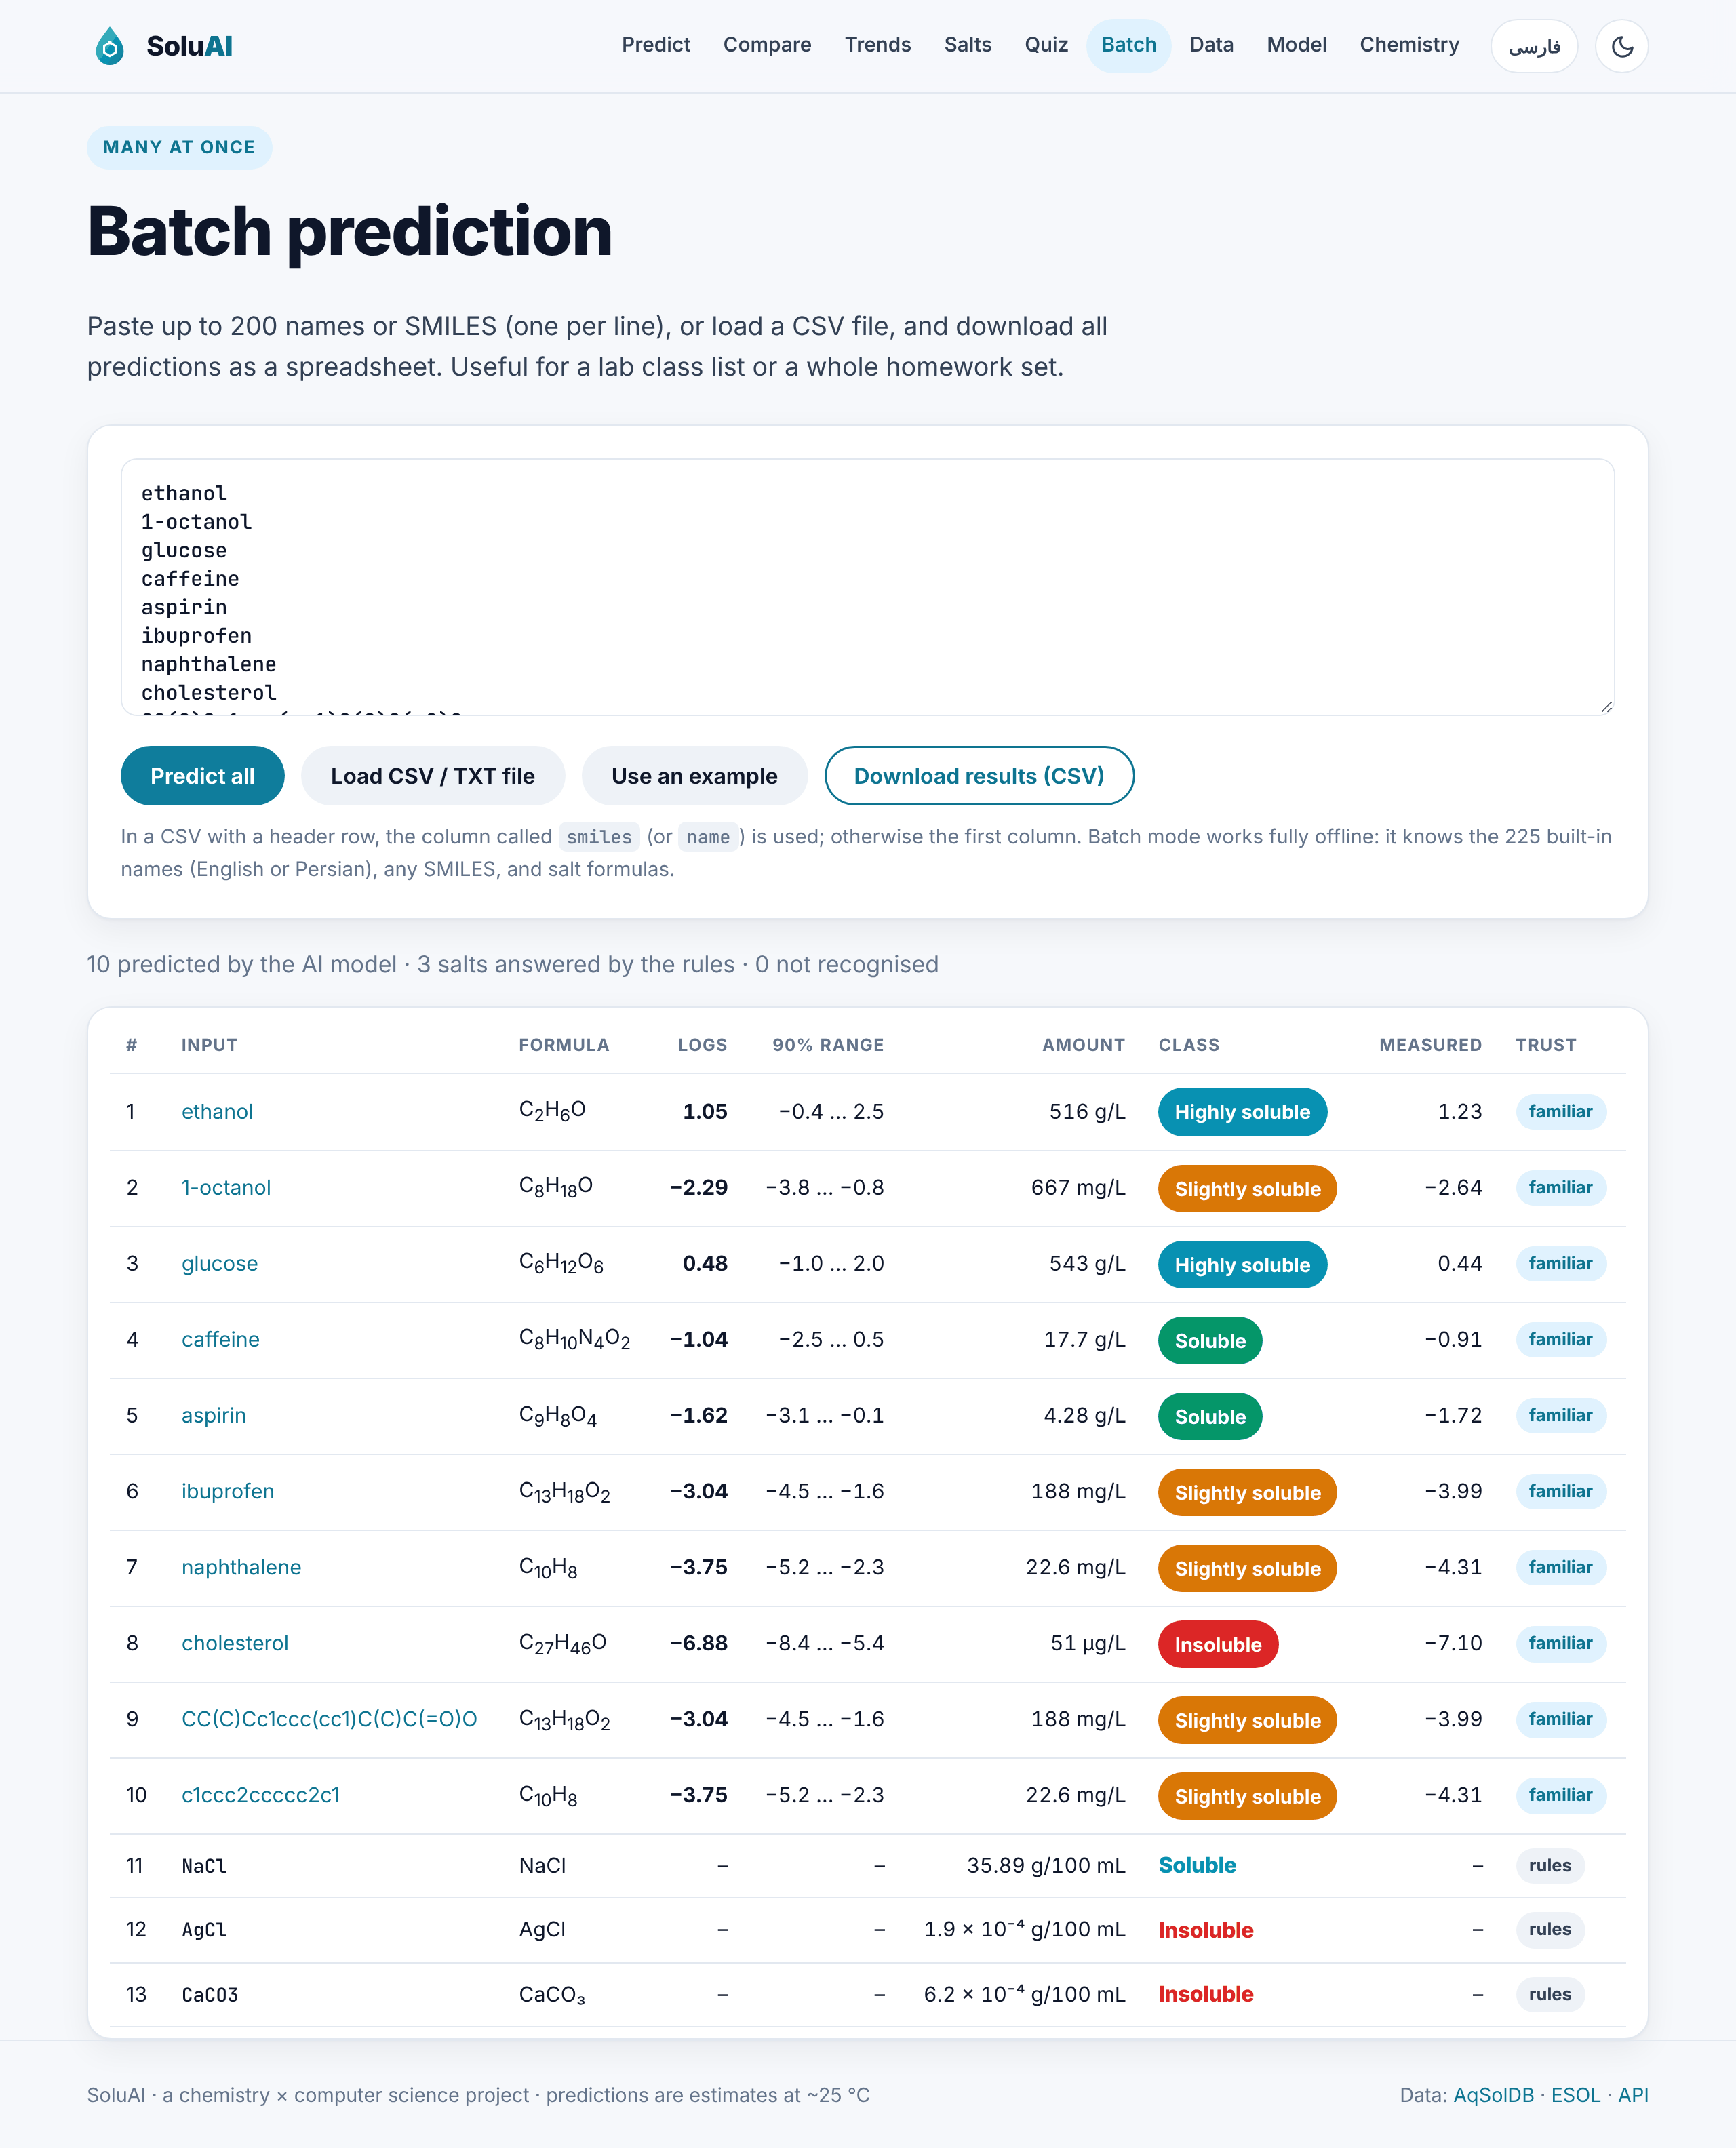 SoluAI
Predict Compare Trends Salts Quiz Batch Data Model Chemistry فارسی
MANY AT ONCE
Batch prediction
Paste up to 200 names or SMILES (one per line), or load a CSV file, and download all
predictions as a spreadsheet. Useful for a lab class list or a whole homework set.
ethanol
1-octanol
glucose
caffeine
aspirin
ibuprofen
naphthalene
cholesterol
Predict all Load CSV / TXT file Use an example Download results (CSV)
In a CSV with a header row, the column called smiles (or name) is used; otherwise the first column. Batch mode works fully offline: it knows the 225 built-in
names (English or Persian), any SMILES, and salt formulas.
10 predicted by the AI model · 3 salts answered by the rules · 0 not recognised
# INPUT FORMULA LOGS 90% RANGE AMOUNT CLASS MEASURED TRUST
1 ethanol C₂H₆O 1.05 −0.4 … 2.5 516 g/L Highly soluble 1.23 familiar
2 1-octanol C₈H₁₈O −2.29 −3.8 … −0.8 667 mg/L Slightly soluble −2.64 familiar
3 glucose C₆H₁₂O₆ 0.48 −1.0 … 2.0 543 g/L Highly soluble 0.44 familiar
4 caffeine C₈H₁₀N₄O₂ −1.04 −2.5 … 0.5 17.7 g/L Soluble −0.91 familiar
5 aspirin C₉H₈O₄ −1.62 −3.1 … −0.1 4.28 g/L Soluble −1.72 familiar
6 ibuprofen C₁₃H₁₈O₂ −3.04 −4.5 … −1.6 188 mg/L Slightly soluble −3.99 familiar
7 naphthalene C₁₀H₈ −3.75 −5.2 … −2.3 22.6 mg/L Slightly soluble −4.31 familiar
8 cholesterol C₂₇H₄₆O −6.88 −8.4 … −5.4 51 µg/L Insoluble −7.10 familiar
9 CC(C)Cc1ccc(cc1)C(C)C(=O)O C₁₃H₁₈O₂ −3.04 −4.5 … −1.6 188 mg/L Slightly soluble −3.99 familiar
10 c1ccc2ccccc2c1 C₁₀H₈ −3.75 −5.2 … −2.3 22.6 mg/L Slightly soluble −4.31 familiar
11 NaCl NaCl – – 35.89 g/100 mL Soluble – rules
12 AgCl AgCl – – 1.9 × 10⁻⁴ g/100 mL Insoluble – rules
13 CaCO3 CaCO₃ – – 6.2 × 10⁻⁴ g/100 mL Insoluble – rules
SoluAI · a chemistry × computer science project · predictions are estimates at ~25 °C
Data: AqSolDB · ESOL · API